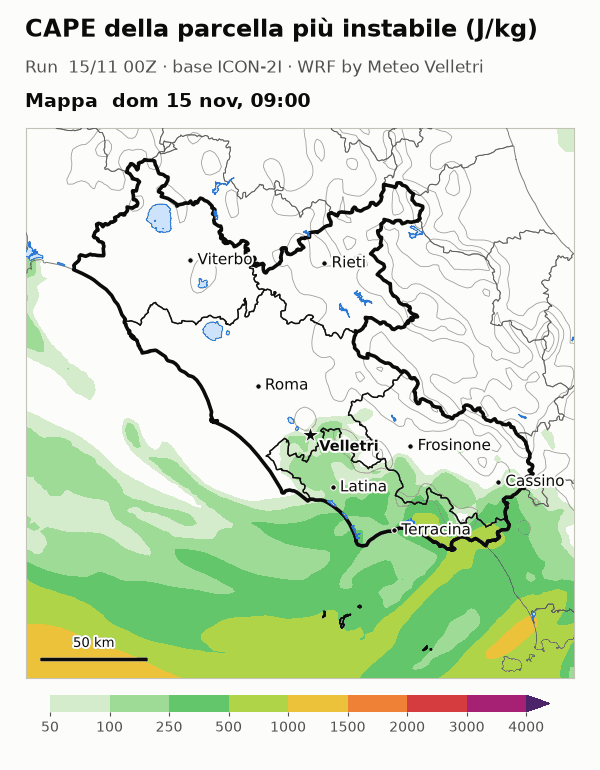 CAPE della parcella più instabile (J/kg)
Run  15/11 00Z · base ICON-2I · WRF by Meteo Velletri
Mappa  dom 15 nov, 09:00
Viterbo
Rieti
Roma
Velletri
Frosinone
Latina
Cassino
Terracina
50 km
50 100 250 500 1000 1500 2000 3000 4000